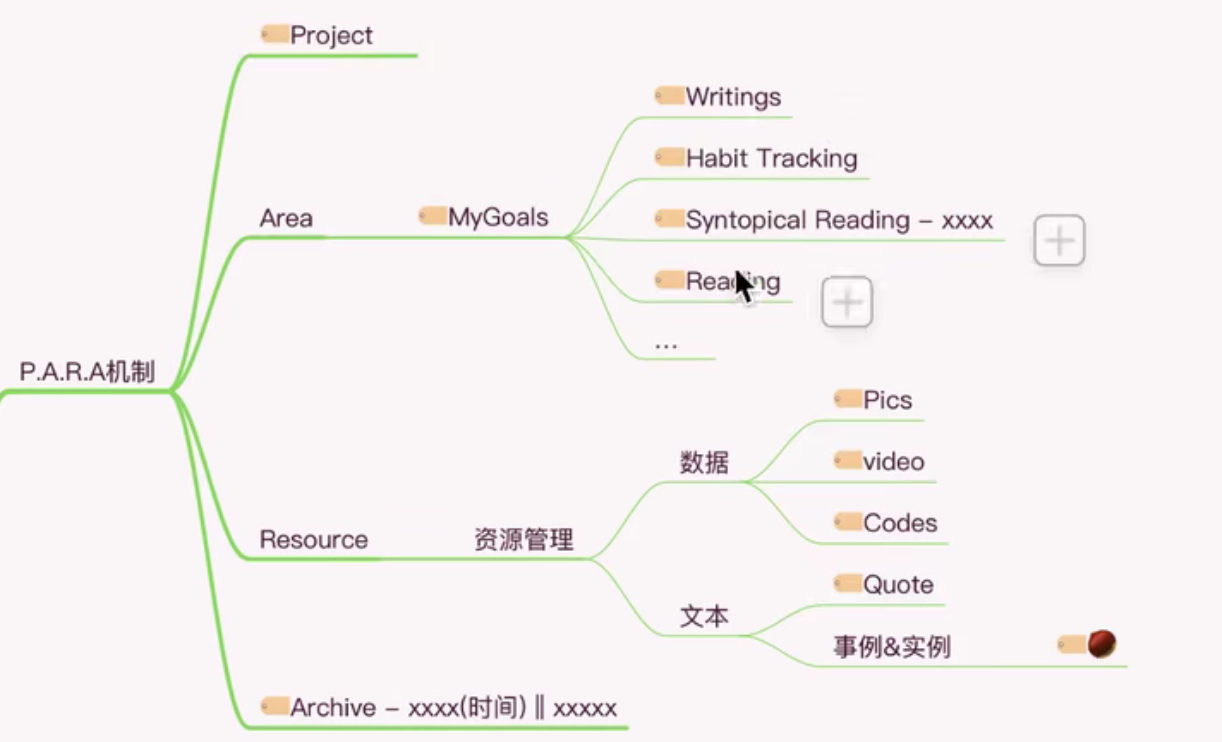 Project
Writings
Habit Tracking
Area
MyGoals
Syntopical Reading – xxxx
Reading
...
P.A.R.A机制
Pics
数据
video
Codes
Resource
资源管理
Quote
文本
事例&实例
Archive – xxxx(时间) || xxxxx